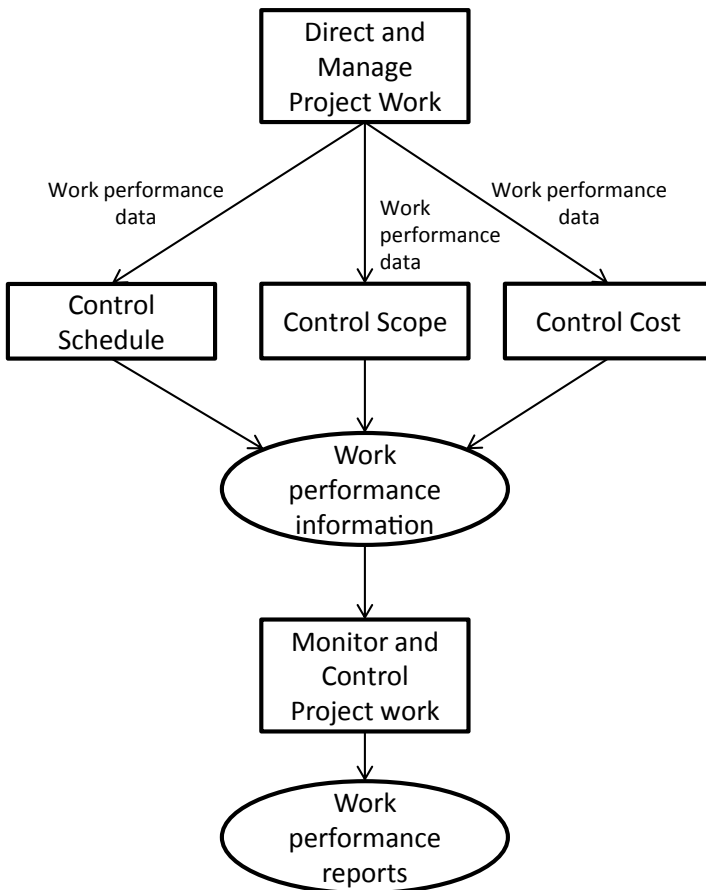 Direct and
Manage
Project Work
Work performance
data
Work
performance
data
Work performance
data
Control
Schedule
Control Scope
Control Cost
Work
performance
information
Monitor and
Control
Project work
Work
performance
reports